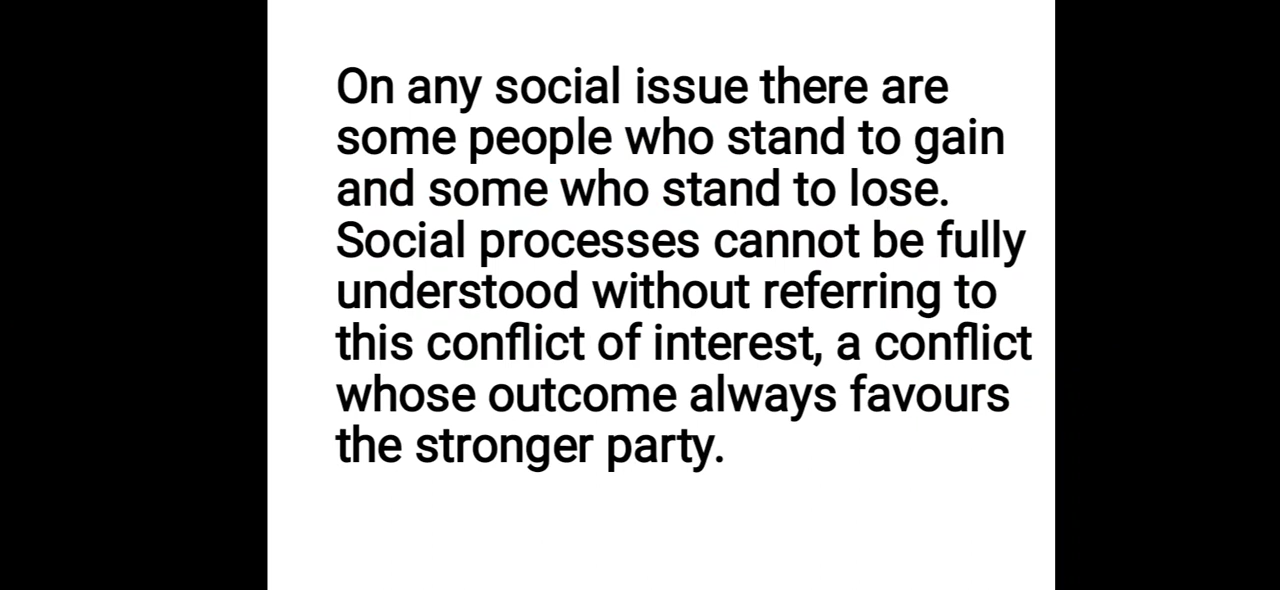 On any social issue there are
some people who stand to gain
and some who stand to lose.
Social processes cannot be fully
understood without referring to
this conflict of interest, a conflict
whose outcome always favours
the stronger party.